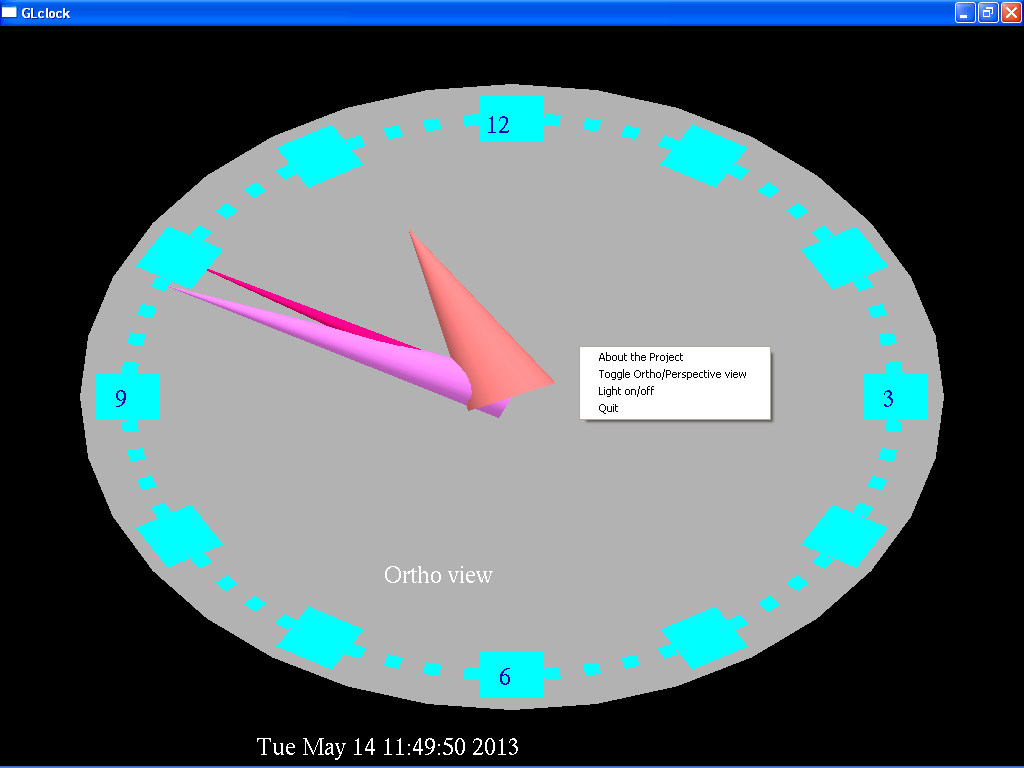 GLclock
12
About the Project
Toggle Ortho/Perspective view
9
Light on/off
3
Quit
Ortho view
6
Tue May 14 11:49:50 2013